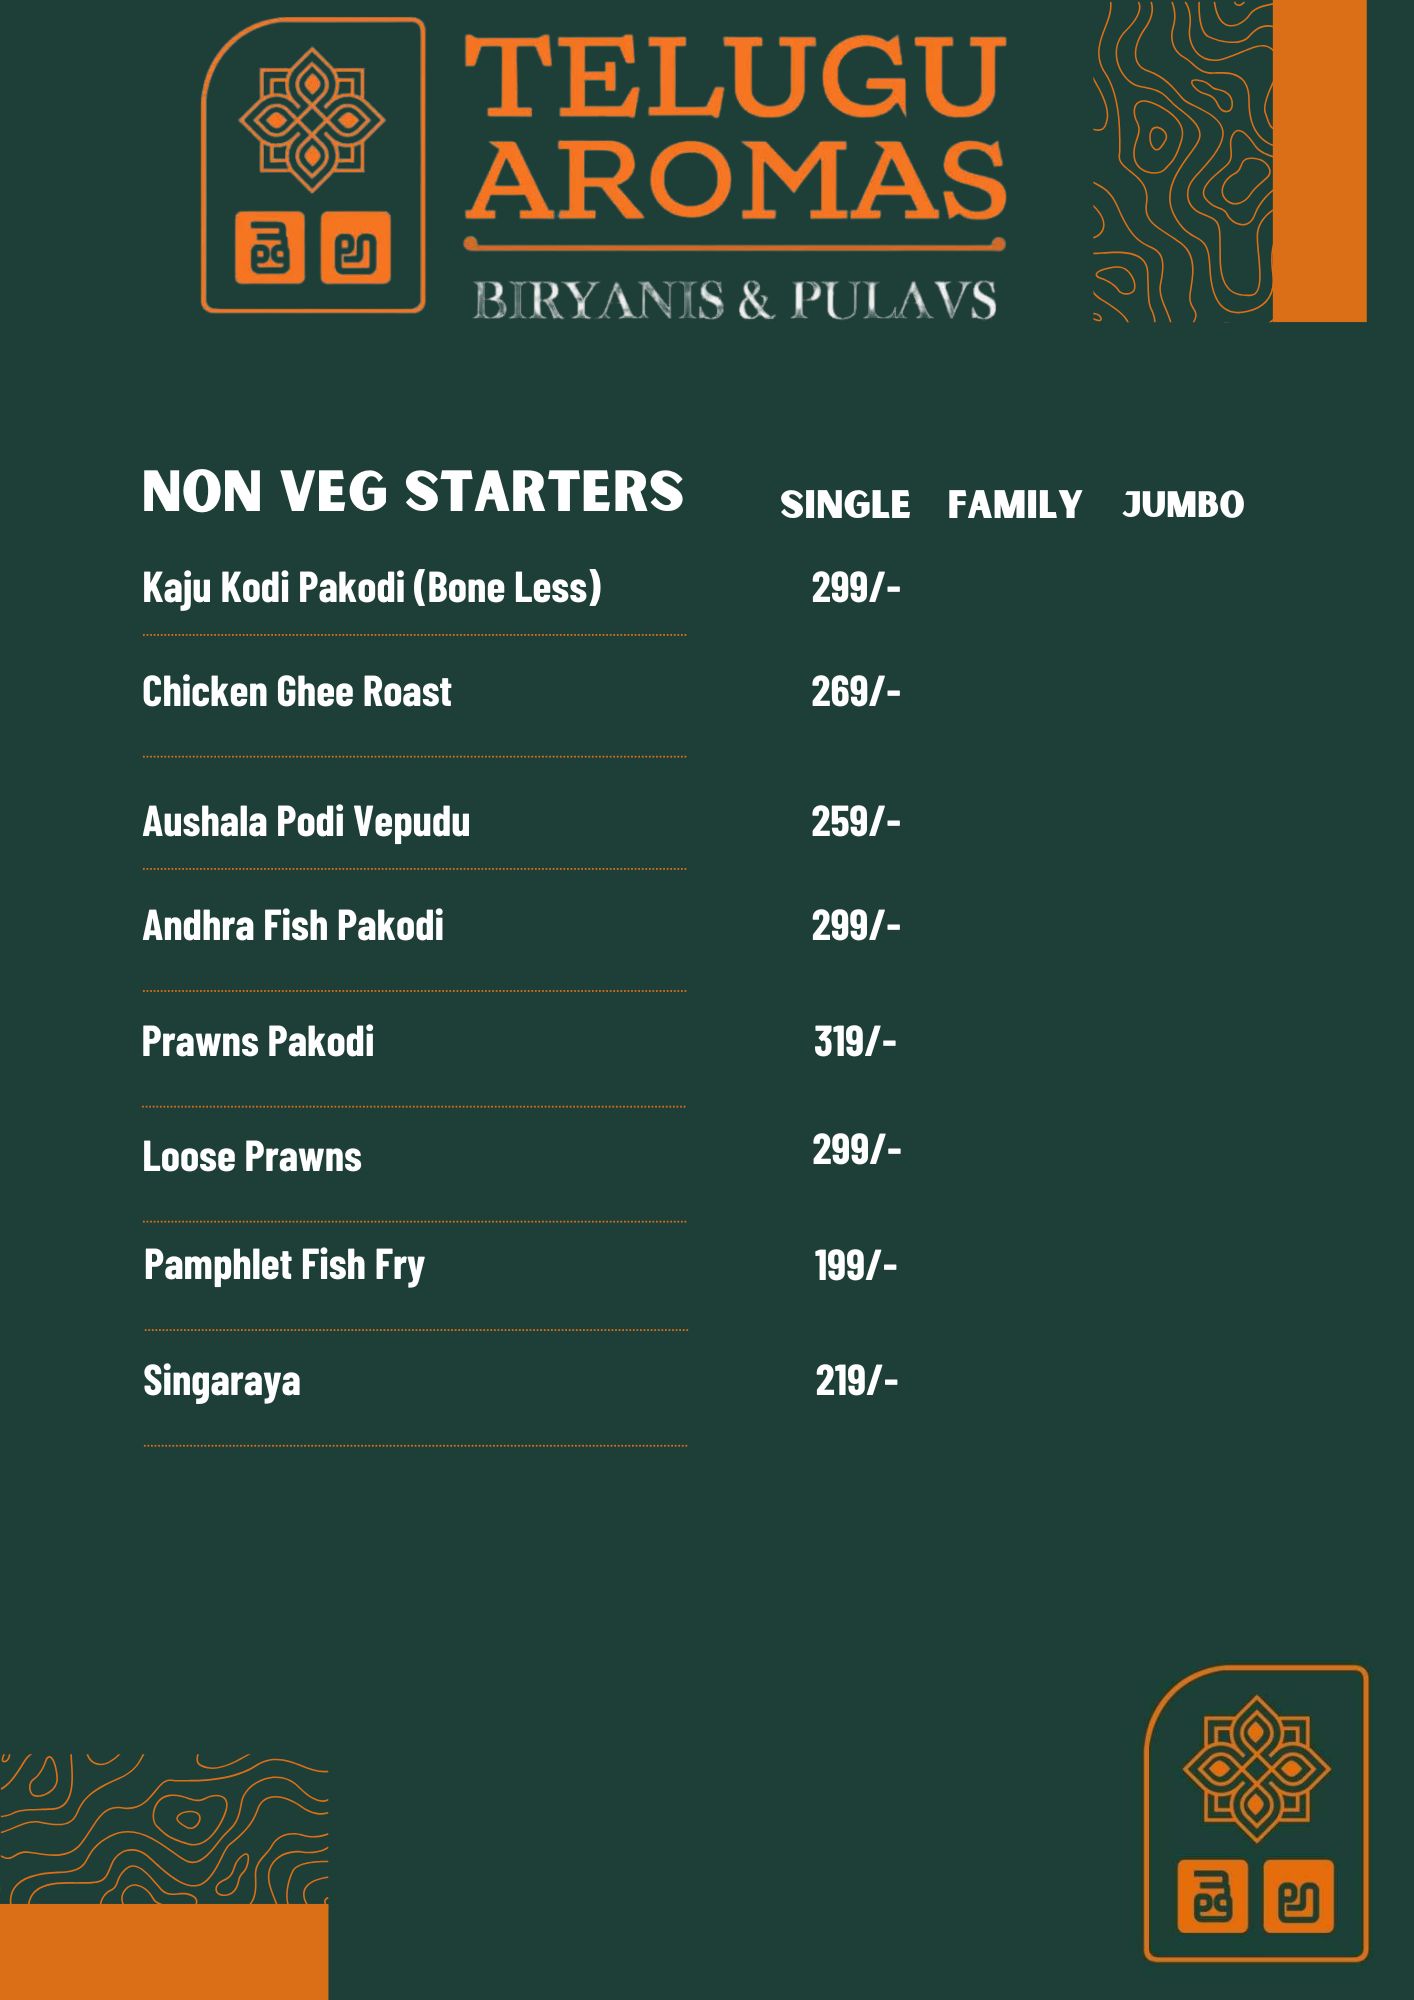 TELUGU
AROMAS
తె అ
BIRYANIS & PULAVS
NON VEG STARTERS SINGLE FAMILY JUMBO
Kaju Kodi Pakodi (Bone Less) 299/-
Chicken Ghee Roast 269/-
Aushala Podi Vepudu 259/-
Andhra Fish Pakodi 299/-
Prawns Pakodi 319/-
Loose Prawns 299/-
Pamphlet Fish Fry 199/-
Singaraya 219/-
తె అ